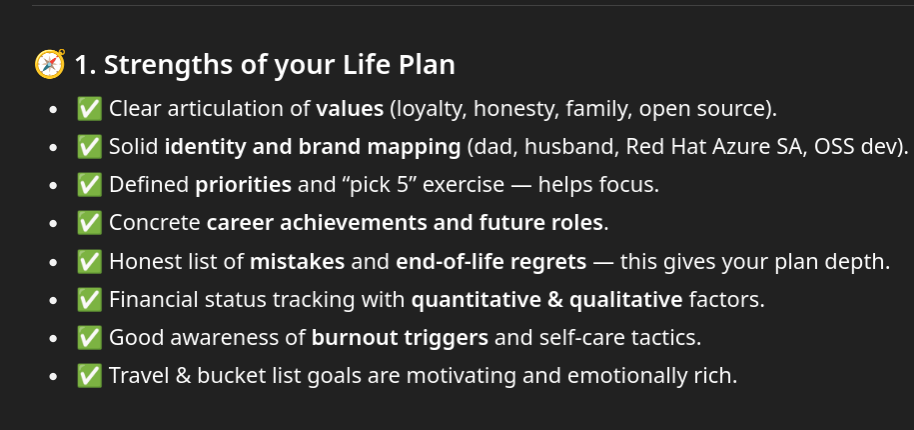 🧭 1. Strengths of your Life Plan
• ✅ Clear articulation of values (loyalty, honesty, family, open source).
• ✅ Solid identity and brand mapping (dad, husband, Red Hat Azure SA, OSS dev).
• ✅ Defined priorities and “pick 5” exercise — helps focus.
• ✅ Concrete career achievements and future roles.
• ✅ Honest list of mistakes and end-of-life regrets — this gives your plan depth.
• ✅ Financial status tracking with quantitative & qualitative factors.
• ✅ Good awareness of burnout triggers and self-care tactics.
• ✅ Travel & bucket list goals are motivating and emotionally rich.